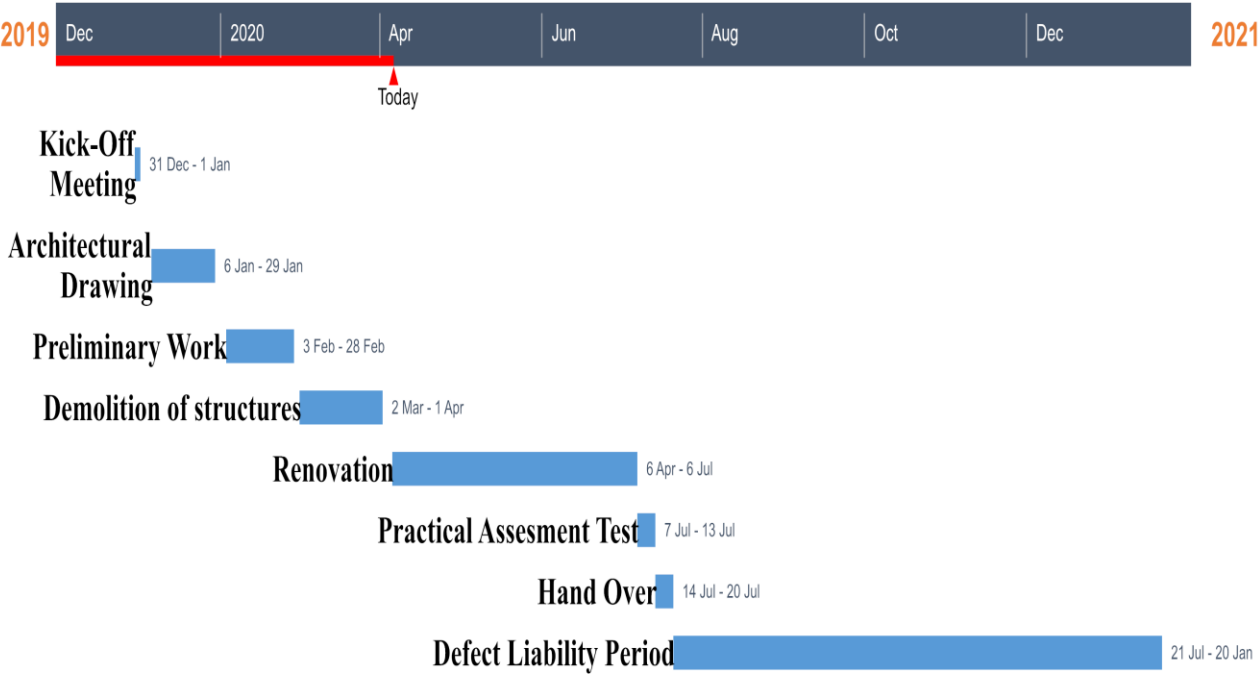 2019 Dec 2020 Apr Jun Aug Oct Dec 2021
Today
Kick-Off
Meeting
31 Dec - 1 Jan
Architectural
Drawing
6 Jan - 29 Jan
Preliminary Work
3 Feb - 28 Feb
Demolition of structures
2 Mar - 1 Apr
Renovation
6 Apr - 6 Jul
Practical Assesment Test
7 Jul - 13 Jul
Hand Over
14 Jul - 20 Jul
Defect Liability Period
21 Jul - 20 Jan